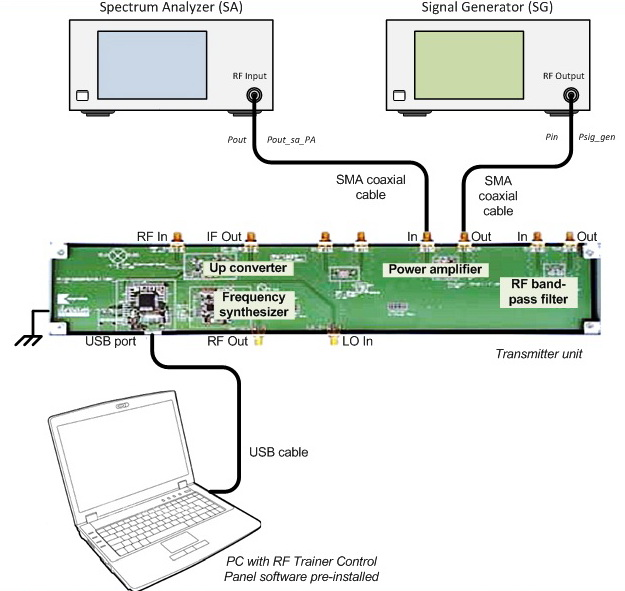 Spectrum Analyzer (SA)
Signal Generator (SG)
RF Input
RF Output
Pout
Pout_sa_PA
Pin
Psig_gen
SMA coaxial
cable
SMA
coaxial
cable
RF In
IF Out
In
Out
In
Out
Up converter
Power amplifier
RF band-
pass filter
Frequency
synthesizer
USB port
RF Out
LO In
Transmitter unit
USB cable
PC with RF Trainer Control
Panel software pre-installed